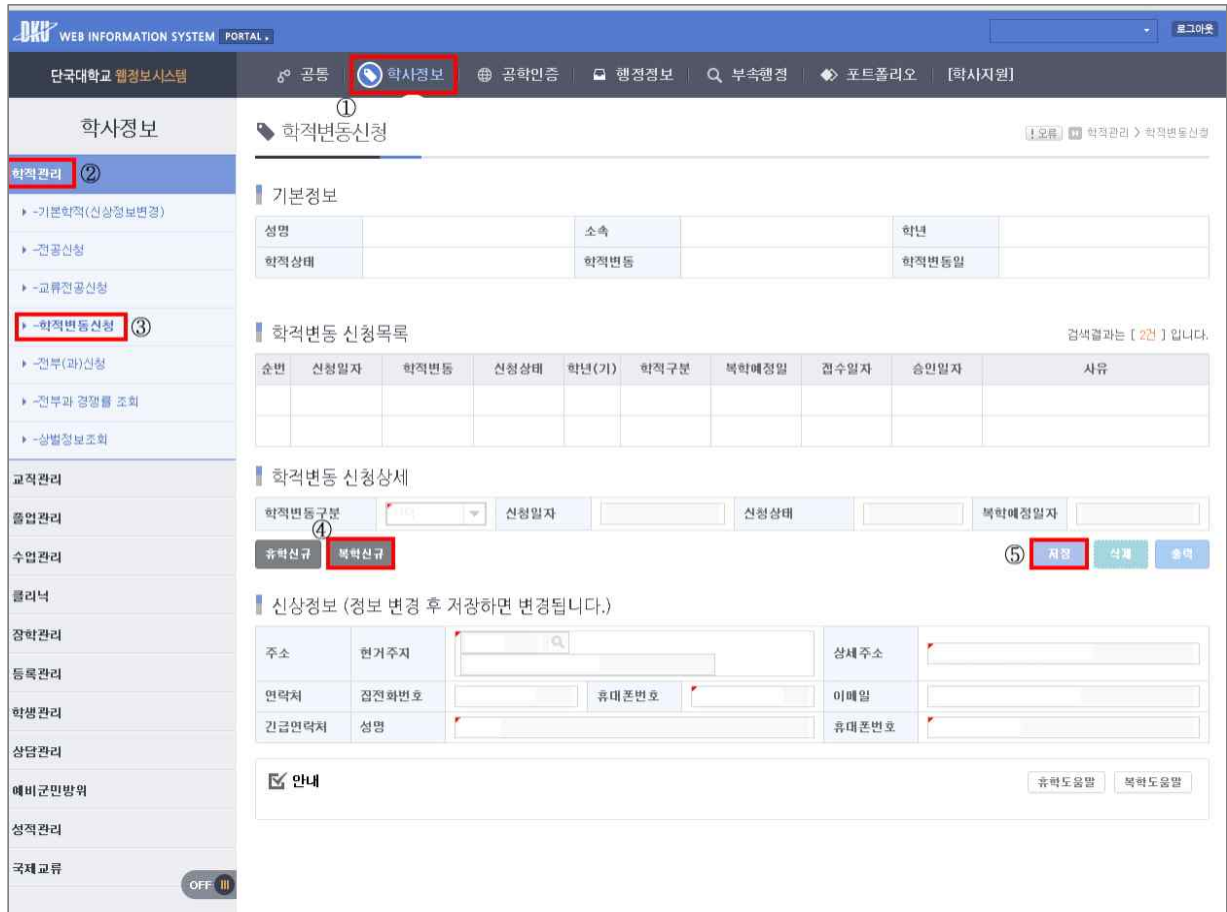 DKU WEB INFORMATION SYSTEM PORTAL
로그아웃
단국대학교 웹정보시스템
공통 학사정보 공학인증 행정정보 부속행정 포트폴리오 [학사지원]
①
학사정보
학적변동신청
! 오류 H 학적관리 > 학적변동신청
학적관리 ②
-기본학적(신상정보변경)
-전공신청
-교류전공신청
-학적변동신청 ③
-전부(과)신청
-전부과 경쟁률 조회
-상벌정보조회
교직관리
졸업관리
수업관리
클리닉
장학관리
등록관리
학생관리
상담관리
예비군민방위
성적관리
국제교류
OFF
기본정보
성명 소속 학년
학적상태 학적변동 학적변동일
학적변동 신청목록
검색결과는 [ 2건 ] 입니다.
순번 신청일자 학적변동 신청상태 학년(기) 학적구분 복학예정일 접수일자 승인일자 사유
학적변동 신청상세
학적변동구분 신청일자 신청상태 복학예정일자
④
휴학신규 복학신규 ⑤ 저장 삭제 출력
신상정보 (정보 변경 후 저장하면 변경됩니다.)
주소 현거주지 상세주소
연락처 집전화번호 휴대폰번호 이메일
긴급연락처 성명 휴대폰번호
안내
휴학도움말 복학도움말